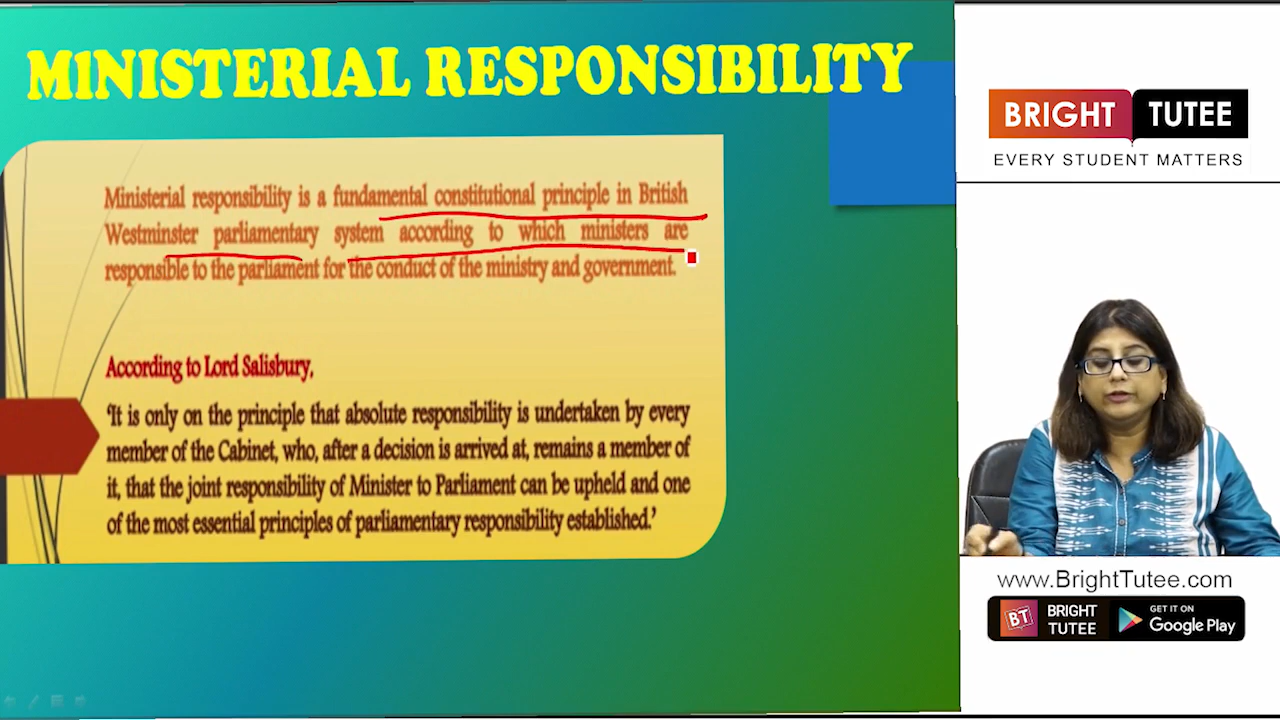 MINISTERIAL RESPONSIBILITY
Ministerial responsibility is a fundamental constitutional principle in British
Westminster parliamentary system according to which ministers are
responsible to the parliament for the conduct of the ministry and government.
According to Lord Salisbury,
'It is only on the principle that absolute responsibility is undertaken by every
member of the Cabinet, who, after a decision is arrived at, remains a member of
it, that the joint responsibility of Minister to Parliament can be upheld and one
of the most essential principles of parliamentary responsibility established.'
BRIGHT TUTEE
EVERY STUDENT MATTERS
www.BrightTutee.com
BT
BRIGHT
TUTEE
GET IT ON
Google Play